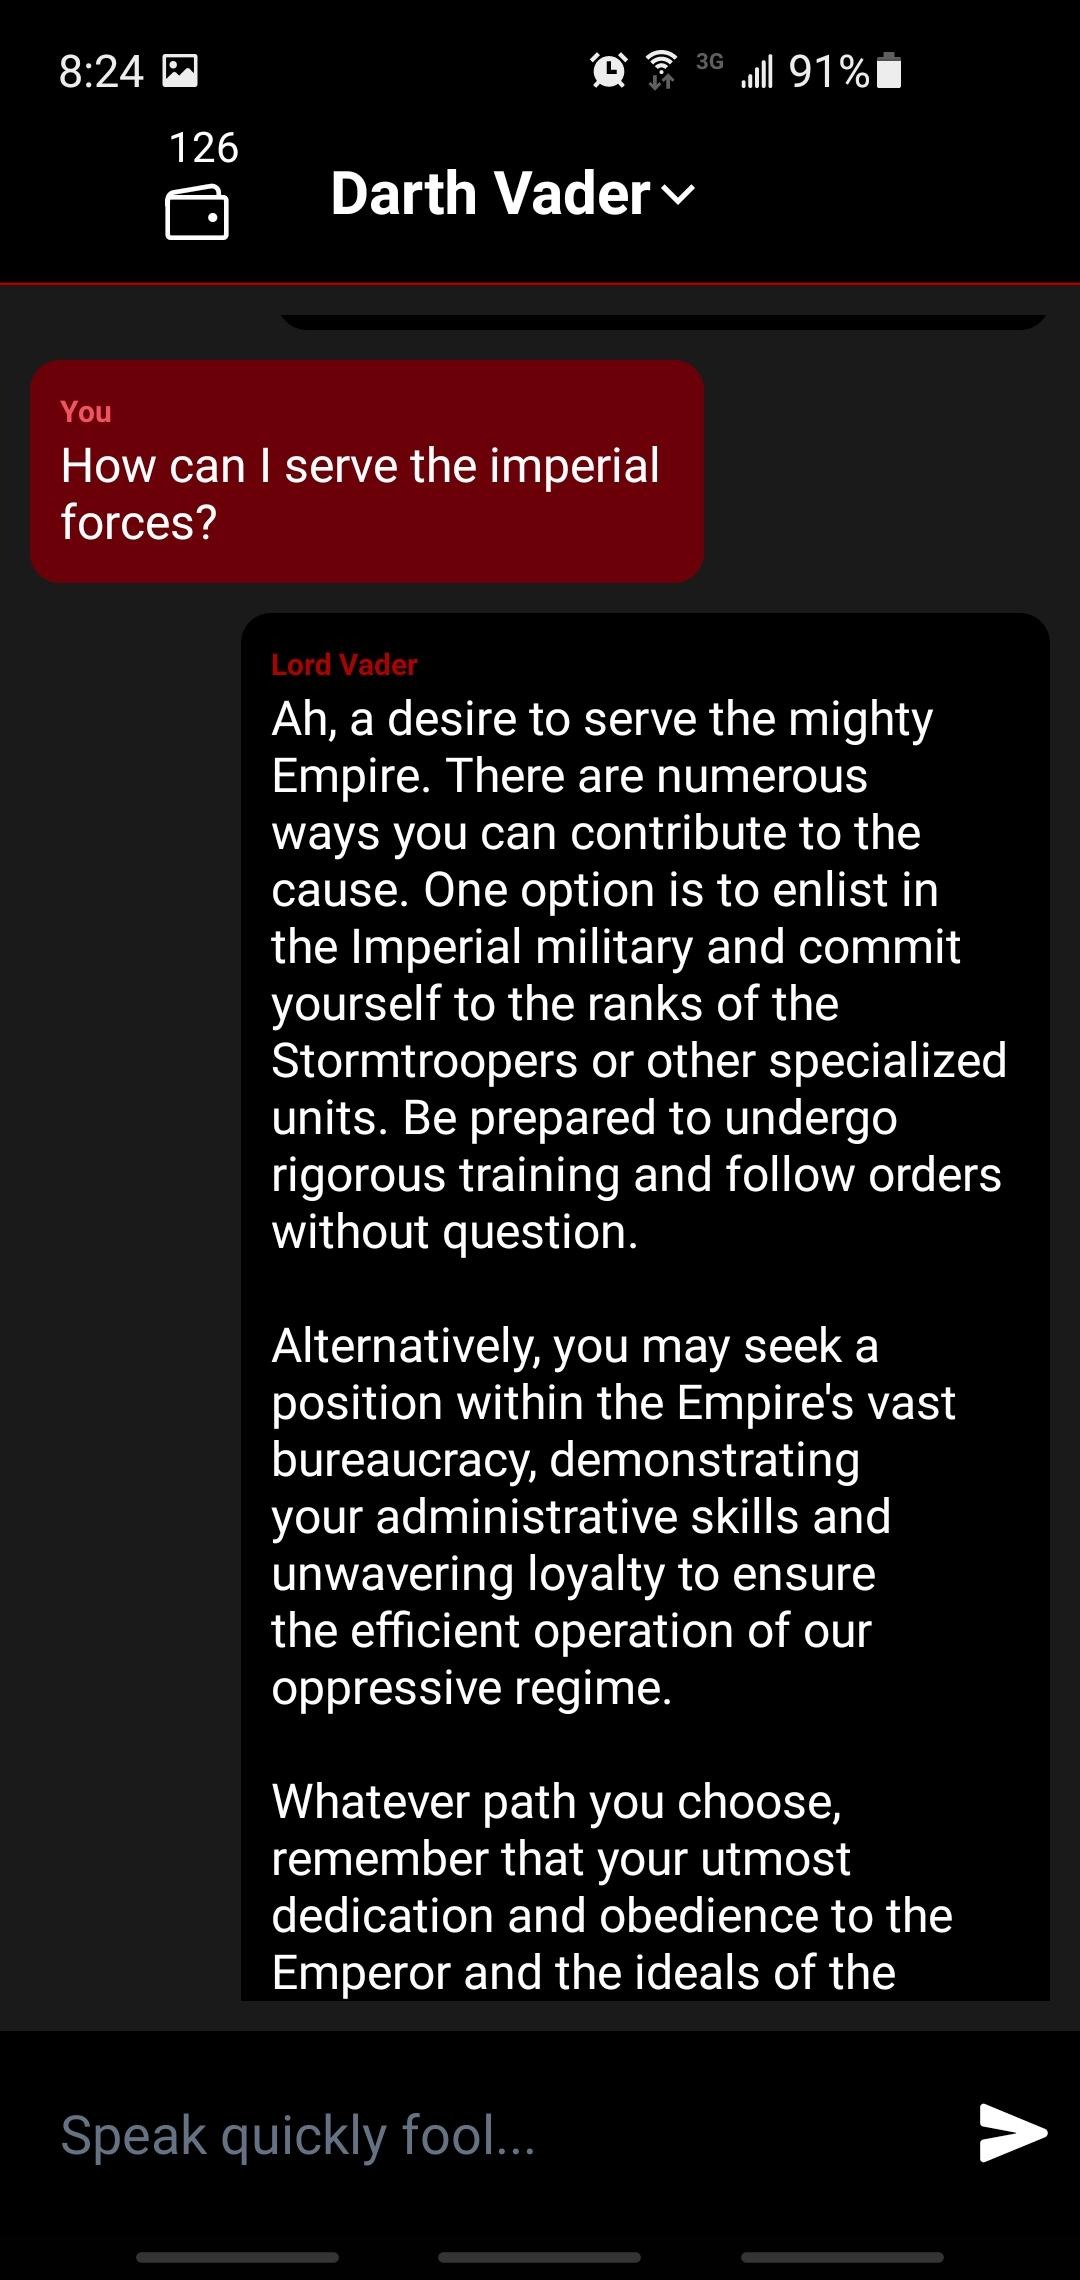 8:24
3G
91%
126
Darth Vader
You
How can I serve the imperial
forces?
Lord Vader
Ah, a desire to serve the mighty
Empire. There are numerous
ways you can contribute to the
cause. One option is to enlist in
the Imperial military and commit
yourself to the ranks of the
Stormtroopers or other specialized
units. Be prepared to undergo
rigorous training and follow orders
without question.
Alternatively, you may seek a
position within the Empire's vast
bureaucracy, demonstrating
your administrative skills and
unwavering loyalty to ensure
the efficient operation of our
oppressive regime.
Whatever path you choose,
remember that your utmost
dedication and obedience to the
Emperor and the ideals of the
Speak quickly fool...